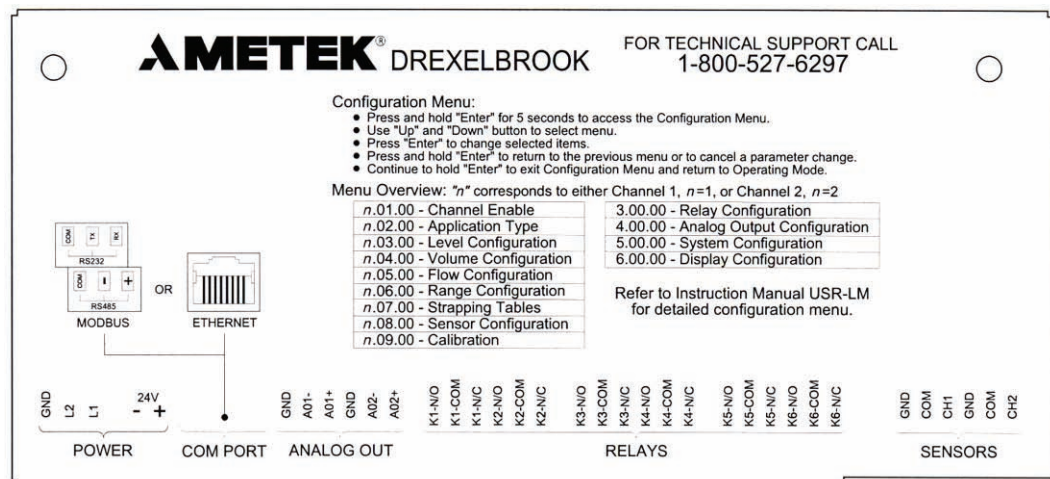 AMETEK® DREXELBROOK
FOR TECHNICAL SUPPORT CALL
1-800-527-6297
Configuration Menu:
● Press and hold "Enter" for 5 seconds to access the Configuration Menu.
● Use "Up" and "Down" button to select menu.
● Press "Enter" to change selected items.
● Press and hold "Enter" to return to the previous menu or to cancel a parameter change.
● Continue to hold "Enter" to exit Configuration Menu and return to Operating Mode.
Menu Overview: "n" corresponds to either Channel 1, n=1, or Channel 2, n=2
n.01.00 - Channel Enable
n.02.00 - Application Type
n.03.00 - Level Configuration
n.04.00 - Volume Configuration
n.05.00 - Flow Configuration
n.06.00 - Range Configuration
n.07.00 - Strapping Tables
n.08.00 - Sensor Configuration
n.09.00 - Calibration
3.00.00 - Relay Configuration
4.00.00 - Analog Output Configuration
5.00.00 - System Configuration
6.00.00 - Display Configuration
Refer to Instruction Manual USR-LM
for detailed configuration menu.
COM TX RX
RS232
COM - +
RS485
MODBUS
OR
ETHERNET
GND L2 L1 24V - +
POWER
COM PORT
GND A01- A01+ GND A02- A02+
ANALOG OUT
K1-N/O K1-COM K1-N/C K2-N/O K2-COM K2-N/C K3-N/O K3-COM K3-N/C K4-N/O K4-COM K4-N/C K5-N/O K5-COM K5-N/C K6-N/O K6-COM K6-N/C
RELAYS
GND COM CH1 GND COM CH2
SENSORS